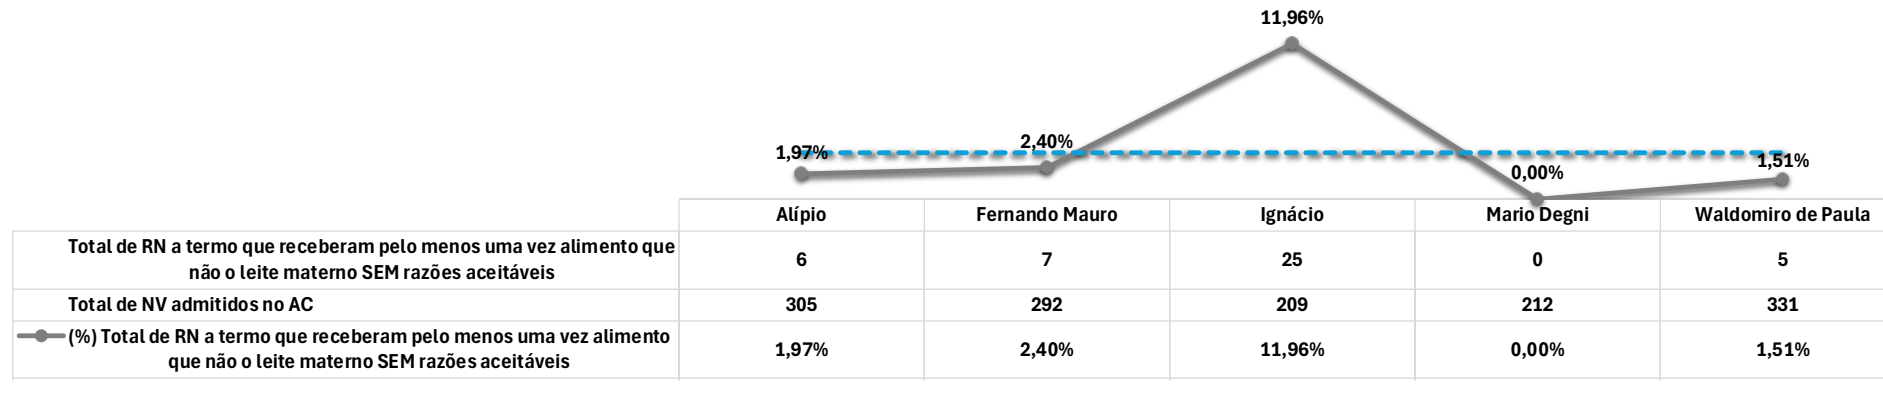 11,96%
2,40%
1,97%
1,51%
0,00%
Alípio Fernando Mauro Ignácio Mario Degni Waldomiro de Paula
Total de RN a termo que receberam pelo menos uma vez alimento que
não o leite materno SEM razões aceitáveis
6 7 25 0 5
Total de NV admitidos no AC 305 292 209 212 331
(%) Total de RN a termo que receberam pelo menos uma vez alimento
que não o leite materno SEM razões aceitáveis
1,97% 2,40% 11,96% 0,00% 1,51%